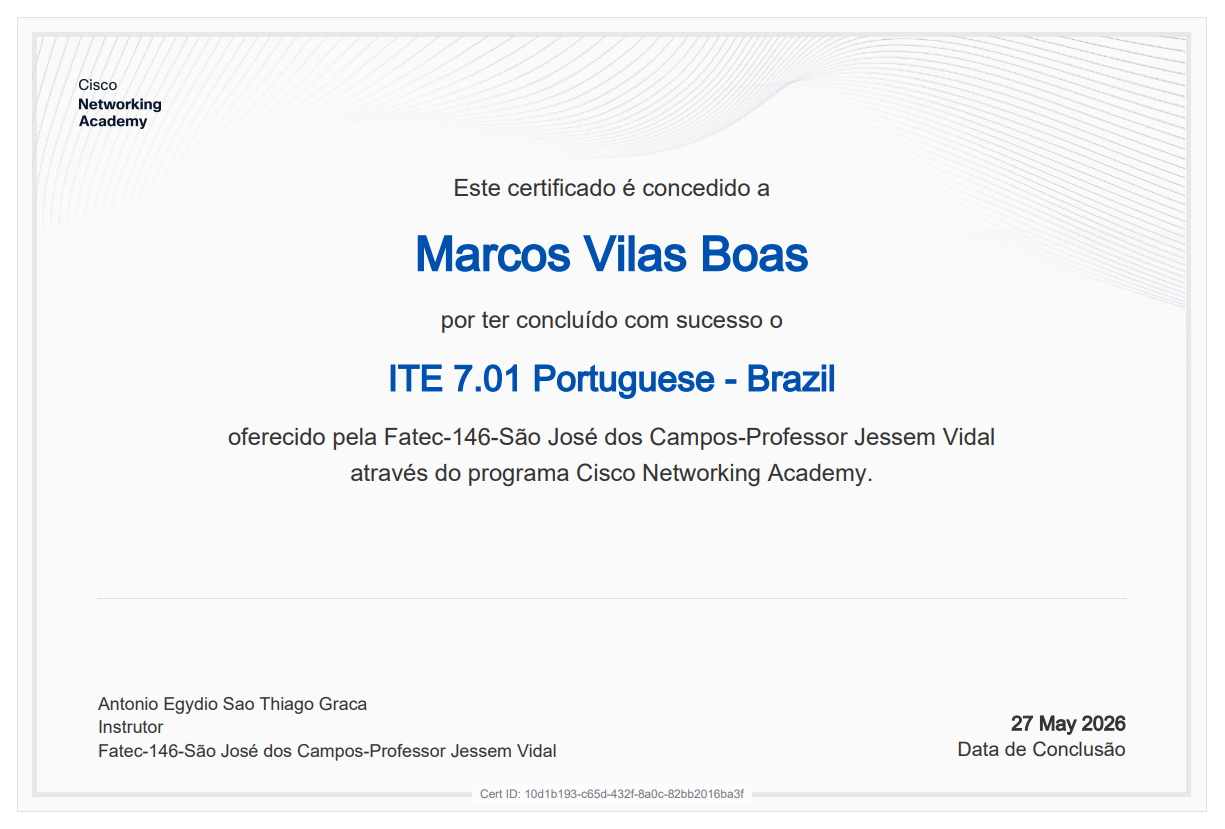 Cisco
Networking
Academy
Este certificado é concedido a
Marcos Vilas Boas
por ter concluído com sucesso o
ITE 7.01 Portuguese - Brazil
oferecido pela Fatec-146-São José dos Campos-Professor Jessem Vidal
através do programa Cisco Networking Academy.
Antonio Egydio Sao Thiago Graca
Instrutor
Fatec-146-São José dos Campos-Professor Jessem Vidal
27 May 2026
Data de Conclusão
Cert ID: 10d1b193-c65d-432f-8a0c-82bb2016ba3f